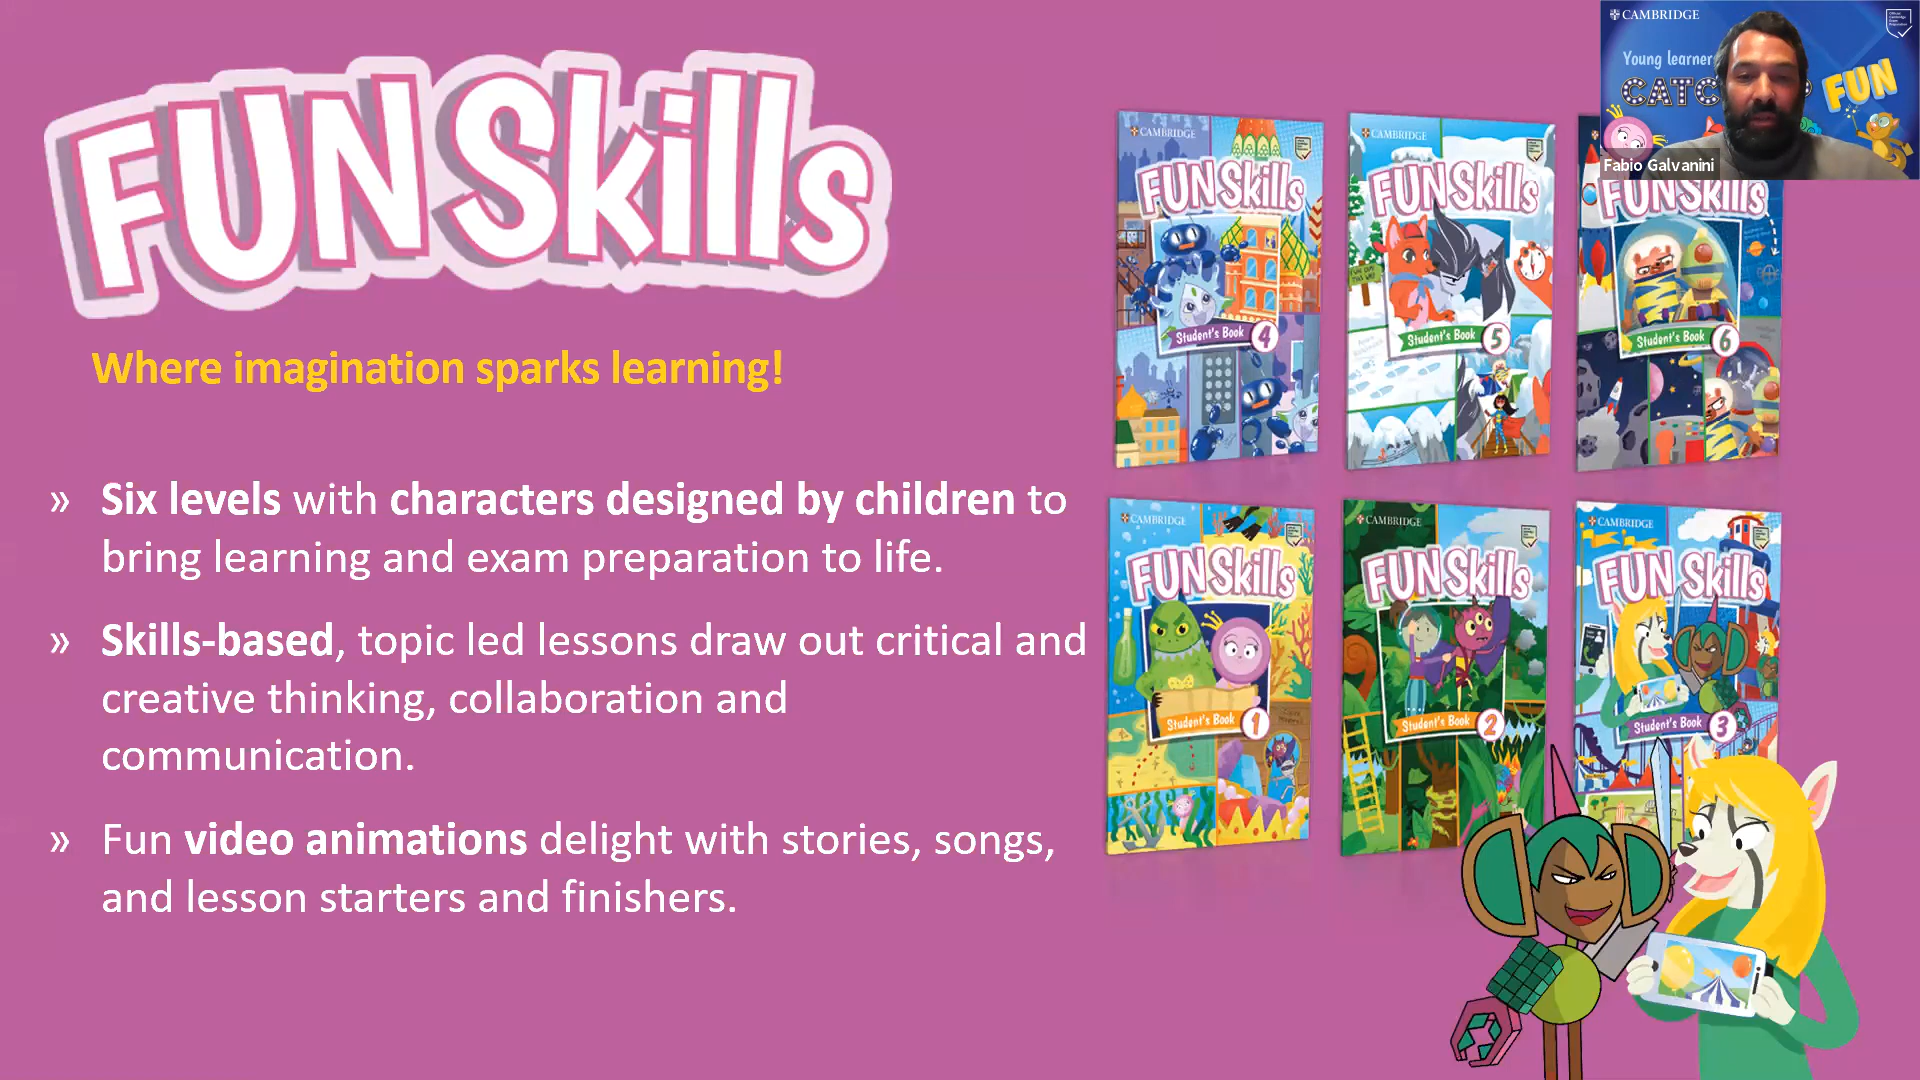 FUN Skills
Where imagination sparks learning!
» Six levels with characters designed by children to
bring learning and exam preparation to life.
» Skills-based, topic led lessons draw out critical and
creative thinking, collaboration and
communication.
» Fun video animations delight with stories, songs,
and lesson starters and finishers.
CAMBRIDGE
FUN Skills
Student's Book 4
CAMBRIDGE
FUN Skills
Student's Book 5
FUN Skills
Student's Book 6
CAMBRIDGE
FUN Skills
Student's Book 1
CAMBRIDGE
FUN Skills
Student's Book 2
CAMBRIDGE
FUN Skills
Student's Book 3
CAMBRIDGE
Young learner
CATC
FUN
Fabio Galvanini